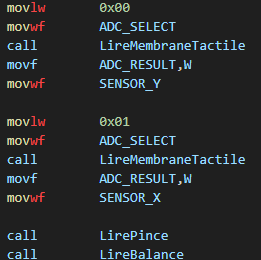 movlw 0x00
movwf ADC_SELECT
call LireMembraneTactile
movf ADC_RESULT,W
movwf SENSOR_Y
movlw 0x01
movwf ADC_SELECT
call LireMembraneTactile
movf ADC_RESULT,W
movwf SENSOR_X
call LirePince
call LireBalance